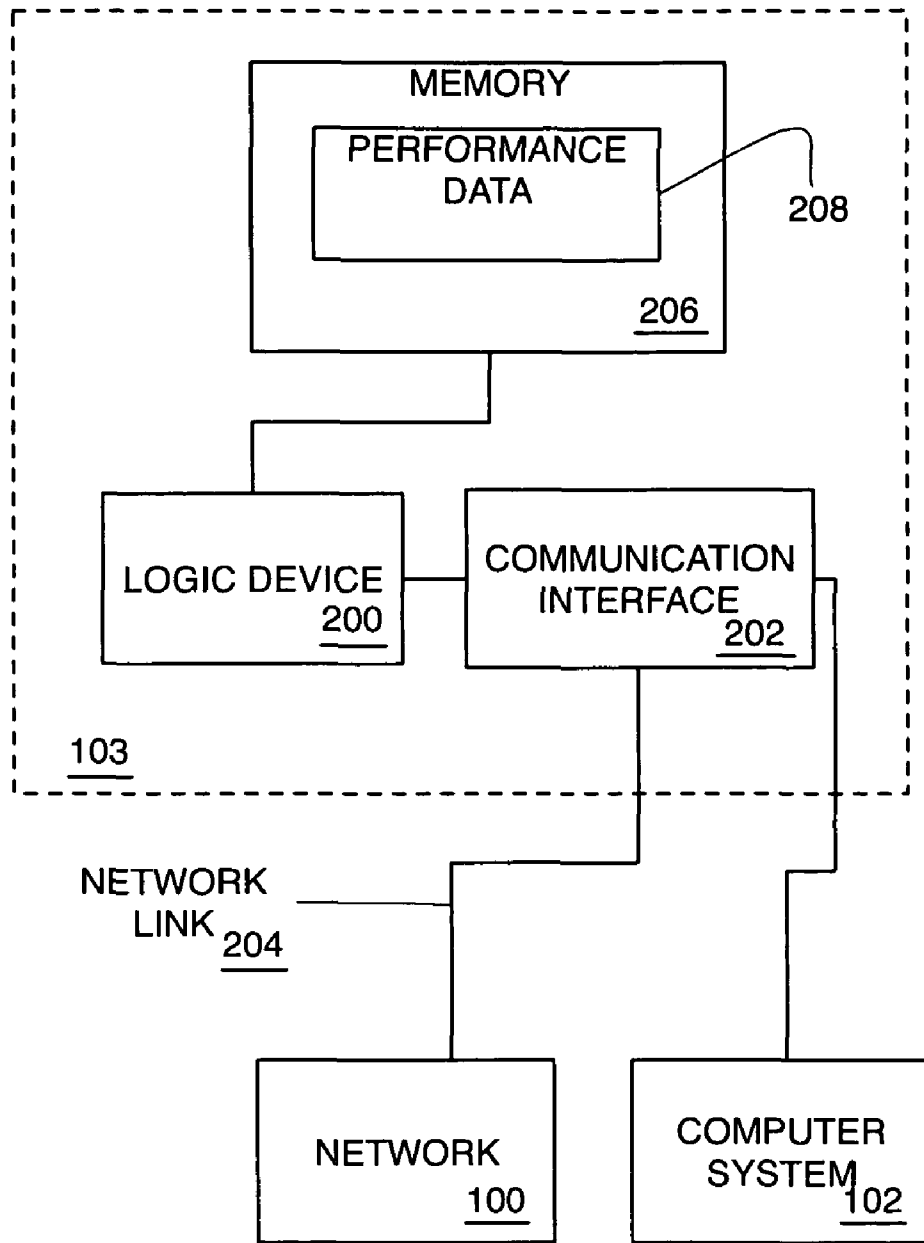 MEMORY
PERFORMANCE
DATA
208
206
LOGIC DEVICE
200
COMMUNICATION
INTERFACE
202
103
NETWORK
LINK
204
NETWORK
100
COMPUTER
SYSTEM
102